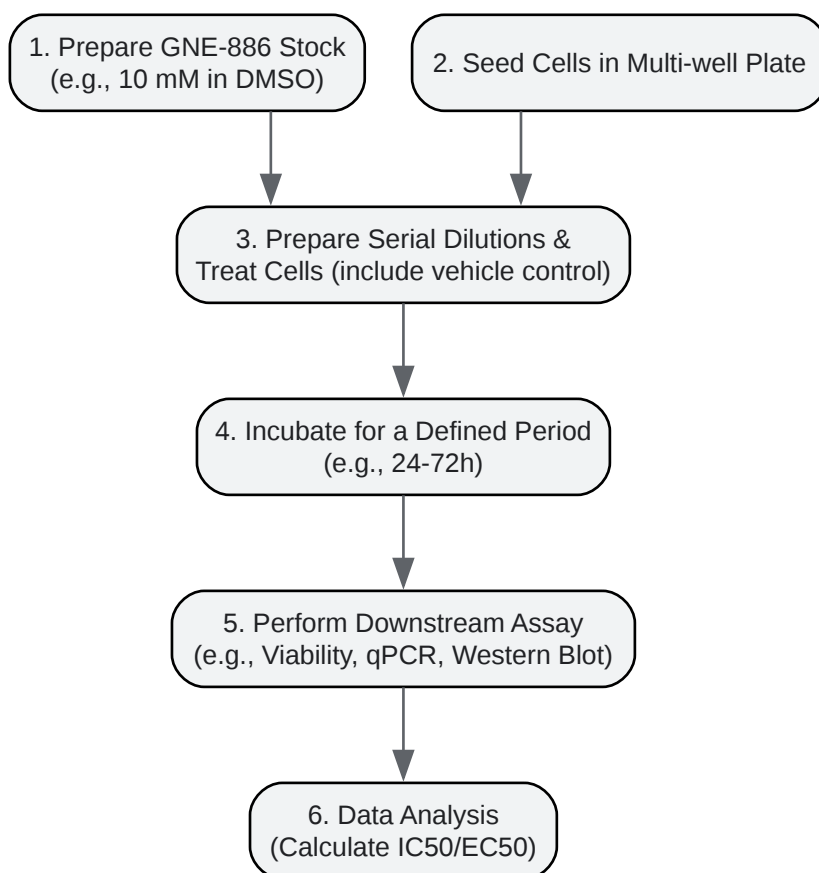 1. Prepare GNE-886 Stock
(e.g., 10 mM in DMSO)
2. Seed Cells in Multi-well Plate
3. Prepare Serial Dilutions &
Treat Cells (include vehicle control)
4. Incubate for a Defined Period
(e.g., 24-72h)
5. Perform Downstream Assay
(e.g., Viability, qPCR, Western Blot)
6. Data Analysis
(Calculate IC50/EC50)